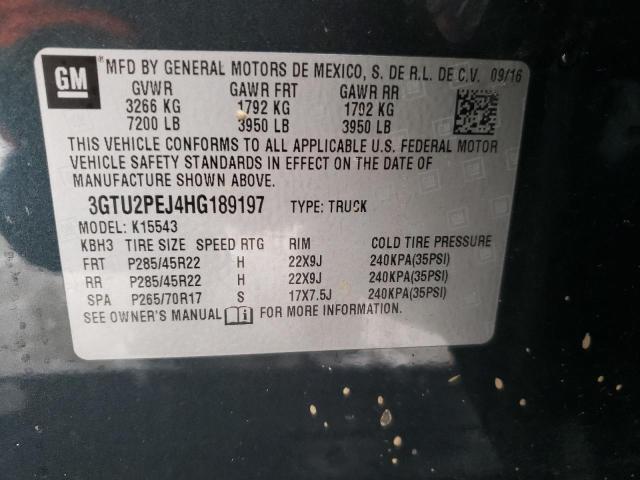 GM ® MFD BY GENERAL MOTORS DE MEXICO, S. DE R.L. DE C.V. 09/16
GVWR GAWR FRT GAWR RR
3266 KG 1792 KG 1792 KG
7200 LB 3950 LB 3950 LB
THIS VEHICLE CONFORMS TO ALL APPLICABLE U.S. FEDERAL MOTOR
VEHICLE SAFETY STANDARDS IN EFFECT ON THE DATE OF
MANUFACTURE SHOWN ABOVE.
3GTU2PEJ4HG189197 TYPE: TRUCK
MODEL: K15543
KBH3 TIRE SIZE SPEED RTG RIM COLD TIRE PRESSURE
FRT P285/45R22 H 22X9J 240KPA(35PSI)
RR P285/45R22 H 22X9J 240KPA(35PSI)
SPA P265/70R17 S 17X7.5J 240KPA(35PSI)
SEE OWNER'S MANUAL FOR MORE INFORMATION.